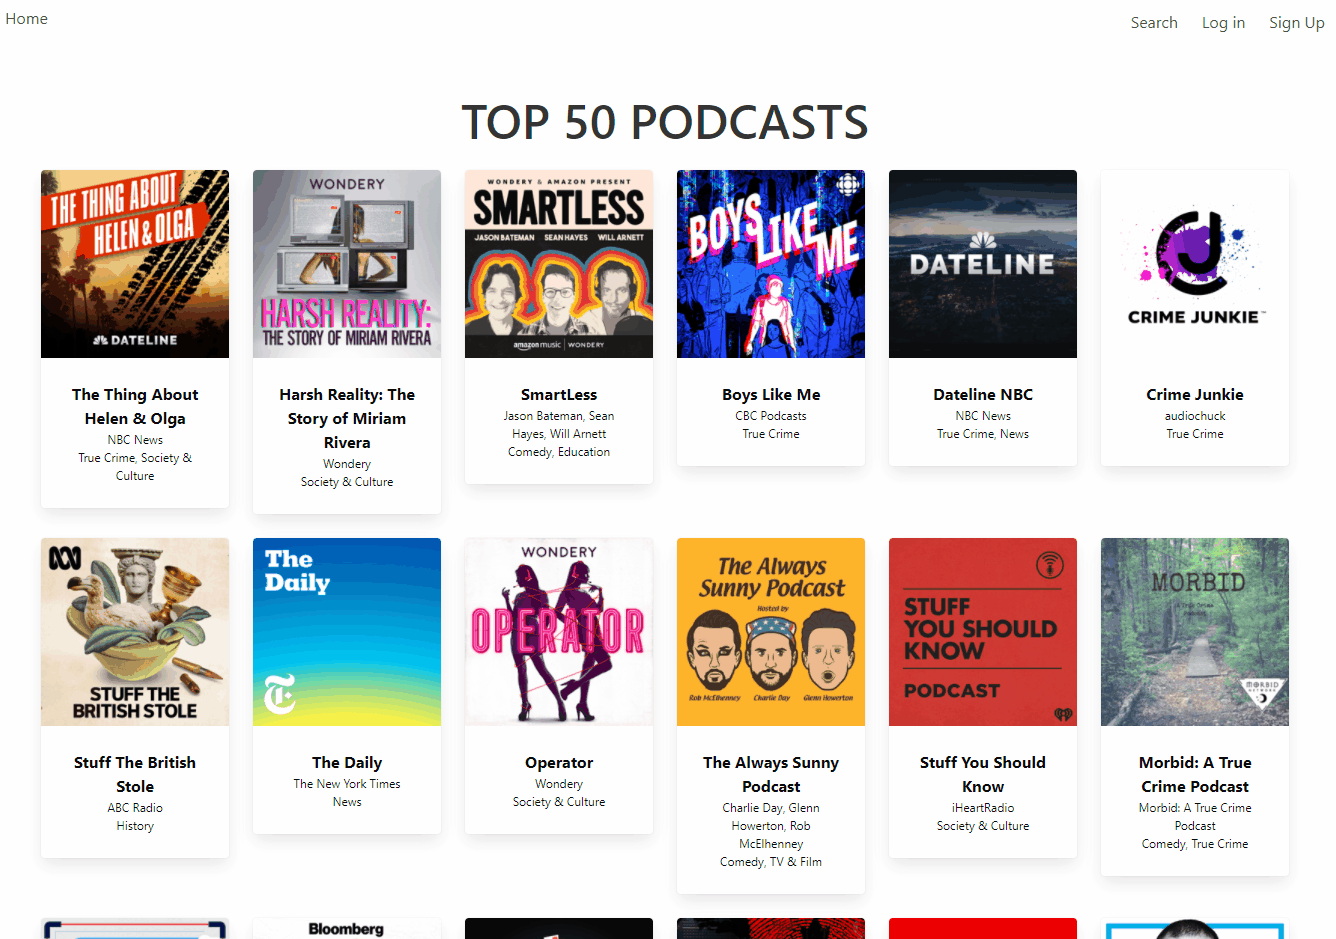 Home
Search
Log in
Sign Up
TOP 50 PODCASTS
THE THING ABOUT
HELEN & OLGA
DATELINE
WONDERY
HARSH REALITY:
THE STORY OF MIRIAM RIVERA
WONDERY & AMAZON PRESENT
SMARTLESS
JASON BATEMAN SEAN HAYES WILL ARNETT
amazon music | WONDERY
BOYS
LIKE
ME
DATELINE
CRIME JUNKIE
The Thing About
Helen & Olga
NBC News
True Crime, Society &
Culture
Harsh Reality: The
Story of Miriam
Rivera
Wondery
Society & Culture
SmartLess
Jason Bateman, Sean
Hayes, Will Arnett
Comedy, Education
Boys Like Me
CBC Podcasts
True Crime
Dateline NBC
NBC News
True Crime, News
Crime Junkie
audiochuck
True Crime
STUFF THE
BRITISH STOLE
The
Daily
WONDERY
OPERATOR
The Always
Sunny Podcast
Hosted by
Rob McElhenney Charlie Day Glenn Howerton
STUFF
YOU SHOULD
KNOW
PODCAST
MORBID
A True Crime
MORBID
NETWORK
Stuff The British
Stole
ABC Radio
History
The Daily
The New York Times
News
Operator
Wondery
Society & Culture
The Always Sunny
Podcast
Charlie Day, Glenn
Howerton, Rob
McElhenney
Comedy, TV & Film
Stuff You Should
Know
iHeartRadio
Society & Culture
Morbid: A True
Crime Podcast
Morbid: A True Crime
Podcast
Comedy, True Crime
Bloomberg